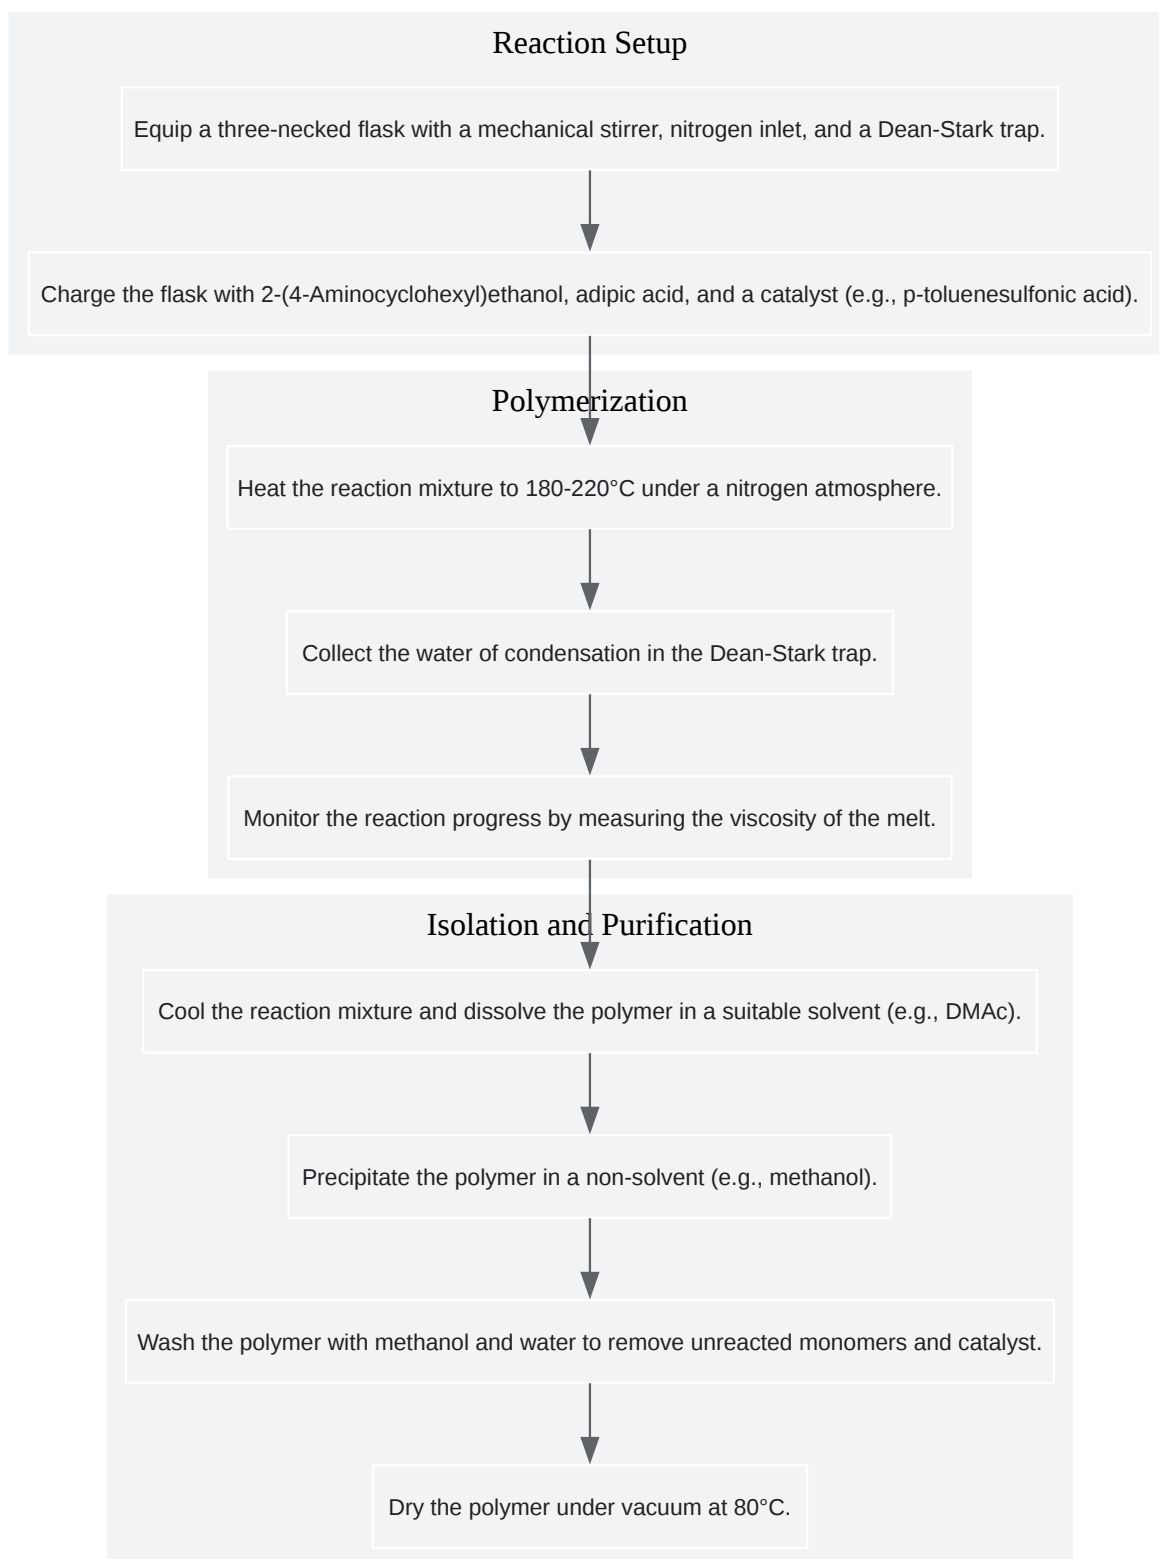 Reaction Setup
Equip a three-necked flask with a mechanical stirrer, nitrogen inlet, and a Dean-Stark trap.
Charge the flask with 2-(4-Aminocyclohexyl)ethanol, adipic acid, and a catalyst (e.g., p-toluenesulfonic acid).
Polymerization
Heat the reaction mixture to 180-220°C under a nitrogen atmosphere.
Collect the water of condensation in the Dean-Stark trap.
Monitor the reaction progress by measuring the viscosity of the melt.
Isolation and Purification
Cool the reaction mixture and dissolve the polymer in a suitable solvent (e.g., DMAc).
Precipitate the polymer in a non-solvent (e.g., methanol).
Wash the polymer with methanol and water to remove unreacted monomers and catalyst.
Dry the polymer under vacuum at 80°C.